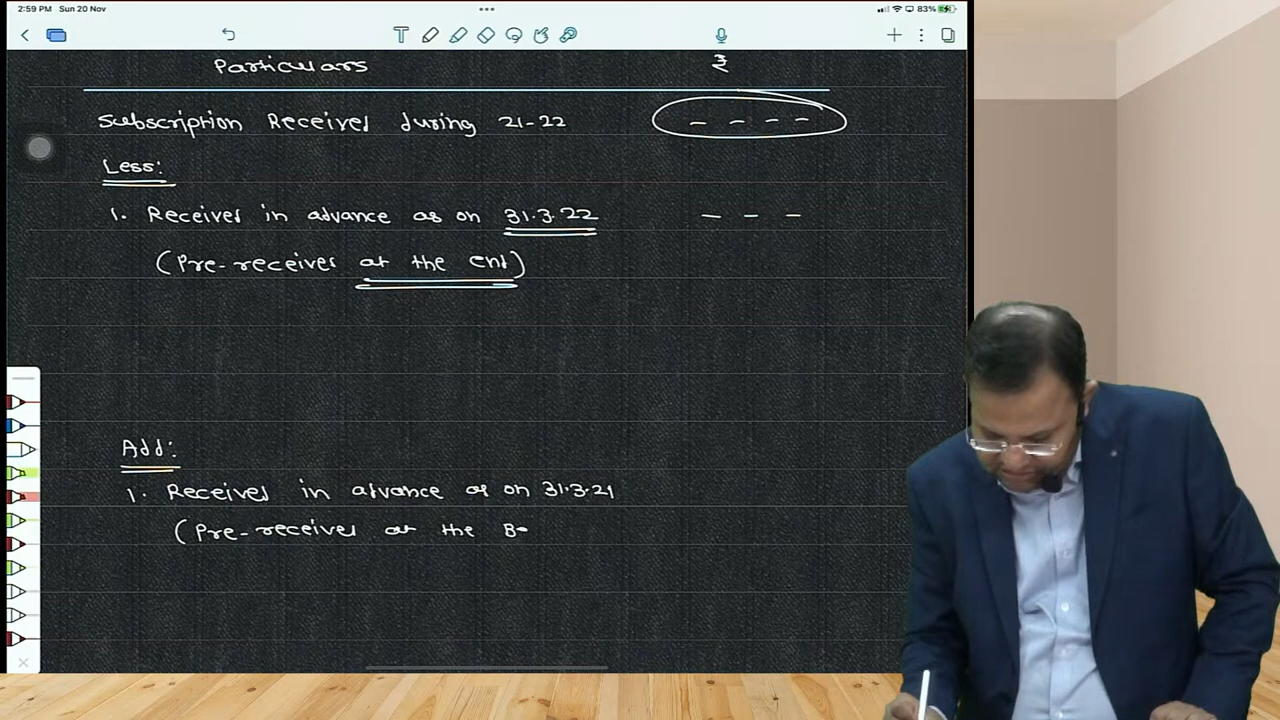 2:59 PM Sun 20 Nov
83%
Particulars ₹
Subscription Received during 21-22 - - - -
Less:
1. Received in advance as on 31.3.22 - - -
(Pre-received at the end)
Add:
1. Received in advance as on 31.3.21
(Pre-received at the Be